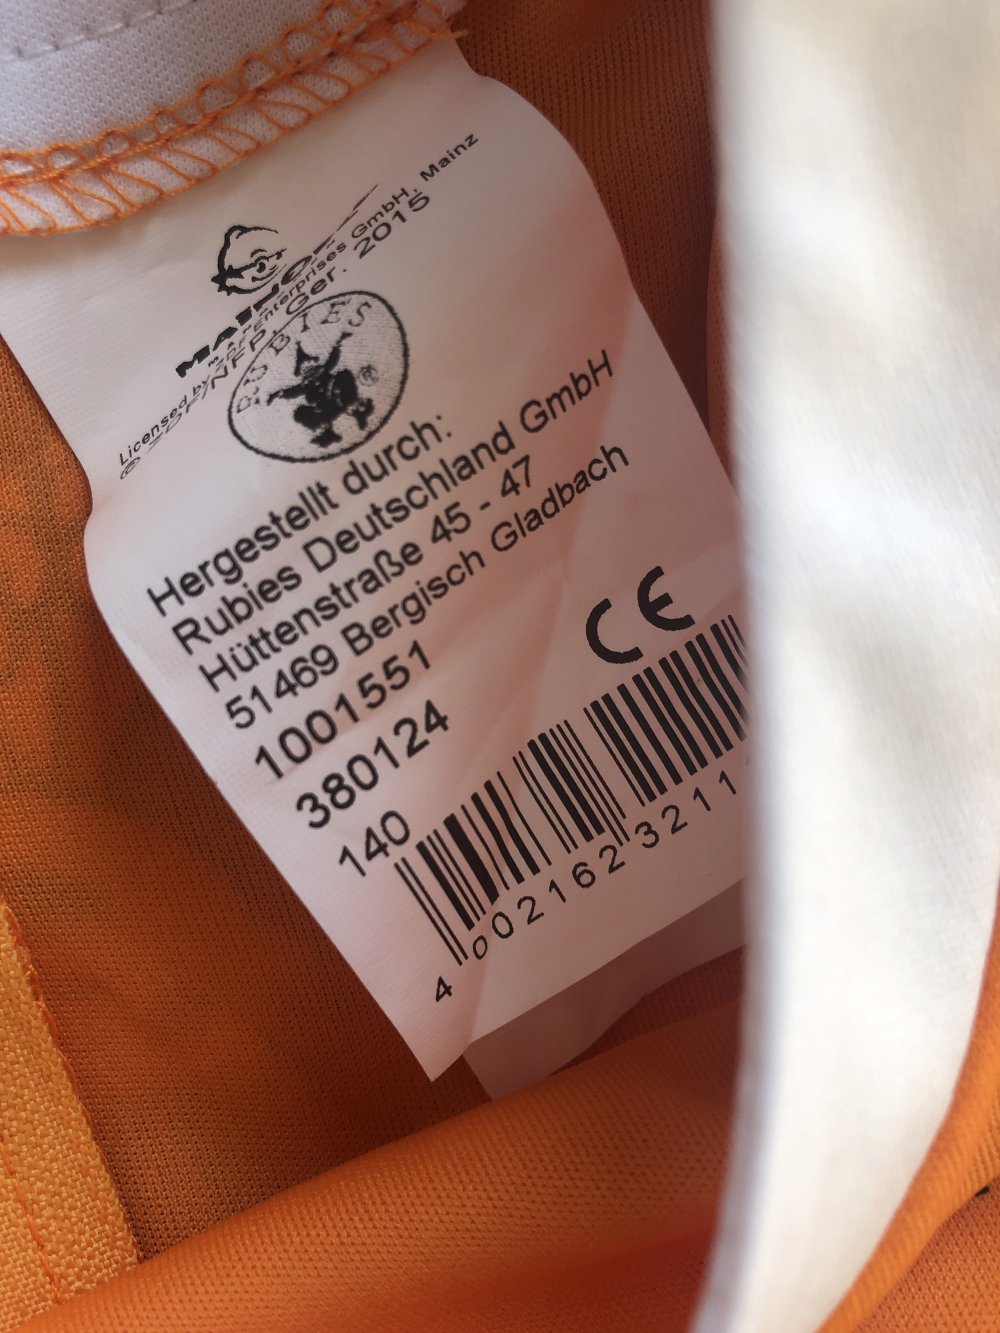 Licensed by "M.A.I.N.Z." ZDF Enterprises GmbH, Mainz
© ZDF/NFP, Ger. 2015
RUBIES ®
Hergestellt durch:
Rubies Deutschland GmbH
Hüttenstraße 45 - 47
51469 Bergisch Gladbach
1001551
380124
140
CE
4 002162 3211